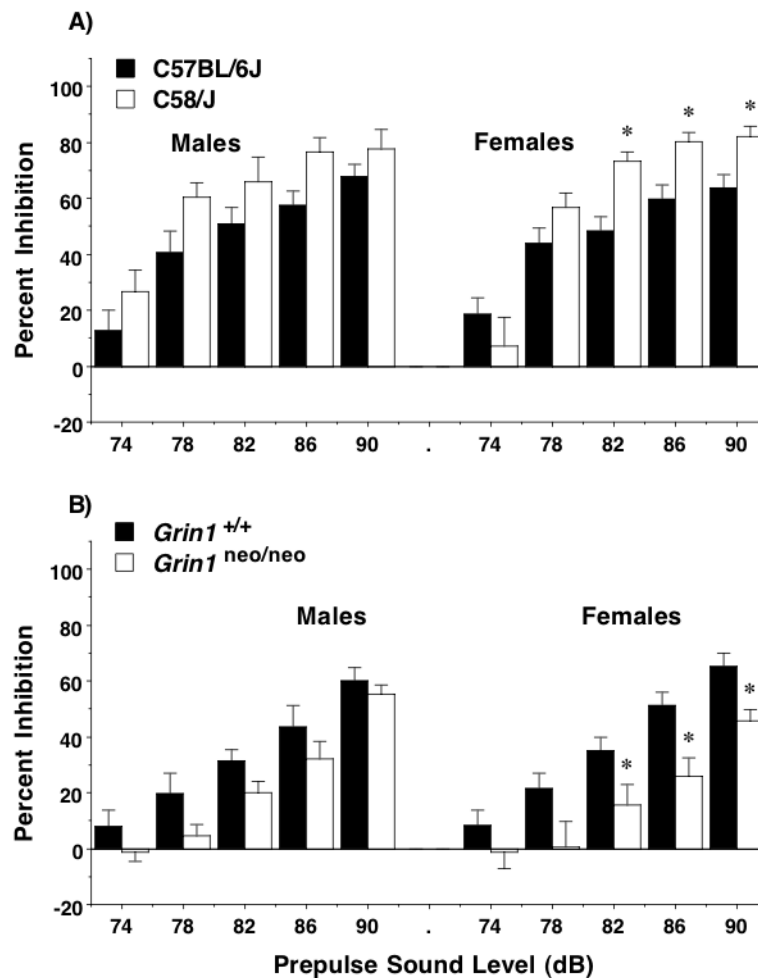 A)
C57BL/6J
C58/J
Males
Females
* * *
Percent Inhibition
100
80
60
40
20
0
-20
74 78 82 86 90 . 74 78 82 86 90
B)
Grin1 +/+
Grin1 neo/neo
Males
Females
* * *
Percent Inhibition
100
80
60
40
20
0
-20
74 78 82 86 90 . 74 78 82 86 90
Prepulse Sound Level (dB)